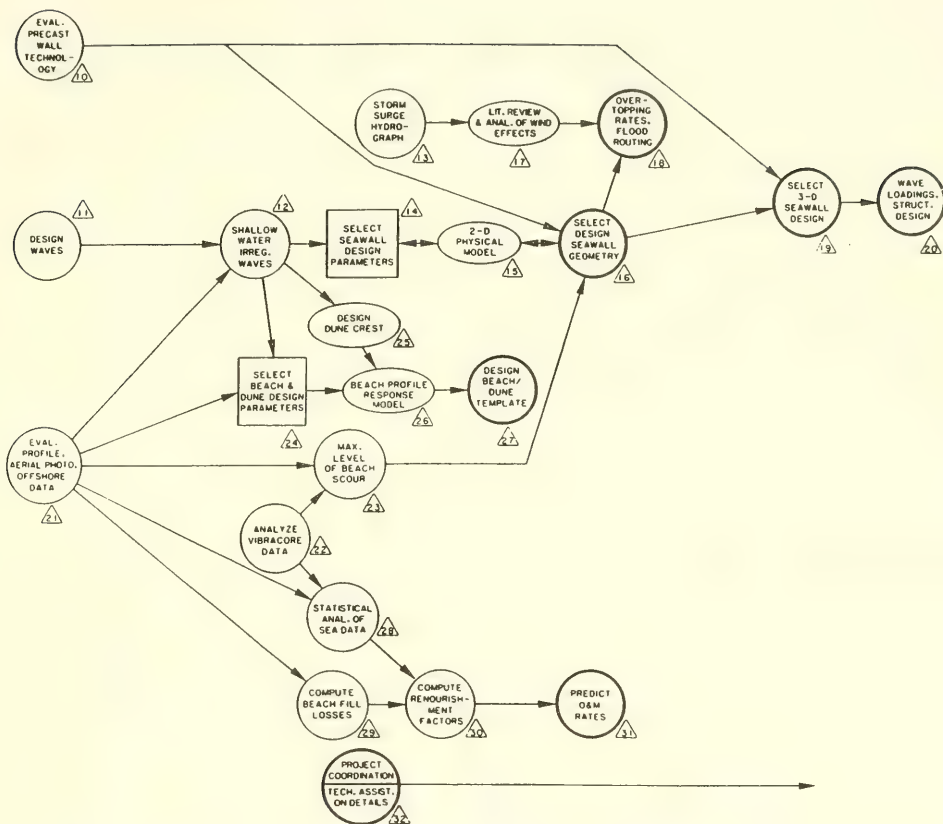 EVAL.
PRECAST
WALL
TECHNOL-
OGY
10
STORM
SURGE
HYDRO-
GRAPH
13
LIT. REVIEW
& ANAL. OF WIND
EFFECTS
17
OVER-
TOPPING
RATES,
FLOOD
ROUTING
18
11
DESIGN
WAVES
12
SHALLOW
WATER
IRREG.
WAVES
14
SELECT
SEAWALL
DESIGN
PARAMETERS
2-D
PHYSICAL
MODEL
15
SELECT
DESIGN
SEAWALL
GEOMETRY
16
SELECT
3-D
SEAWALL
DESIGN
19
WAVE
LOADINGS,
STRUCT.
DESIGN
20
DESIGN
DUNE CREST
25
SELECT
BEACH &
DUNE DESIGN
PARAMETERS
24
BEACH PROFILE
RESPONSE
MODEL
26
DESIGN
BEACH/
DUNE
TEMPLATE
27
EVAL.
PROFILE,
AERIAL PHOTO,
OFFSHORE
DATA
21
MAX.
LEVEL
OF BEACH
SCOUR
23
ANALYZE
VIBRACORE
DATA
22
STATISTICAL
ANAL. OF
SEA DATA
28
COMPUTE
BEACH FILL
LOSSES
29
COMPUTE
RENOURISH-
MENT
FACTORS
30
PREDICT
O&M
RATES
31
PROJECT
COORDINATION
TECH. ASSIST.
ON DETAILS
32